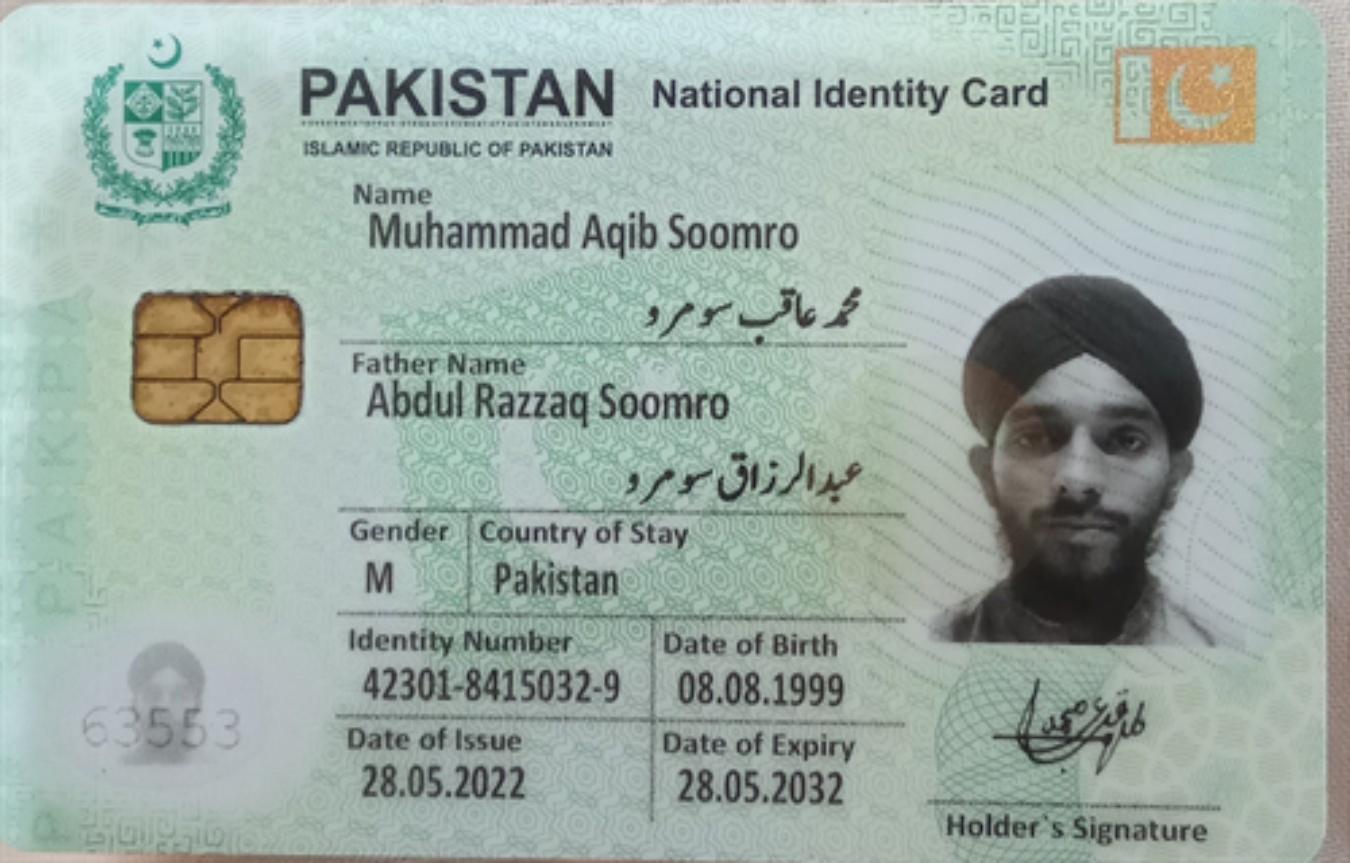 PAKISTAN National Identity Card
ISLAMIC REPUBLIC OF PAKISTAN
Name
Muhammad Aqib Soomro
محمد عاقب سومرو
Father Name
Abdul Razzaq Soomro
عبدالرزاق سومرو
Gender Country of Stay
M Pakistan
Identity Number Date of Birth
42301-8415032-9 08.08.1999
Date of Issue Date of Expiry
28.05.2022 28.05.2032
63553
Holder`s Signature